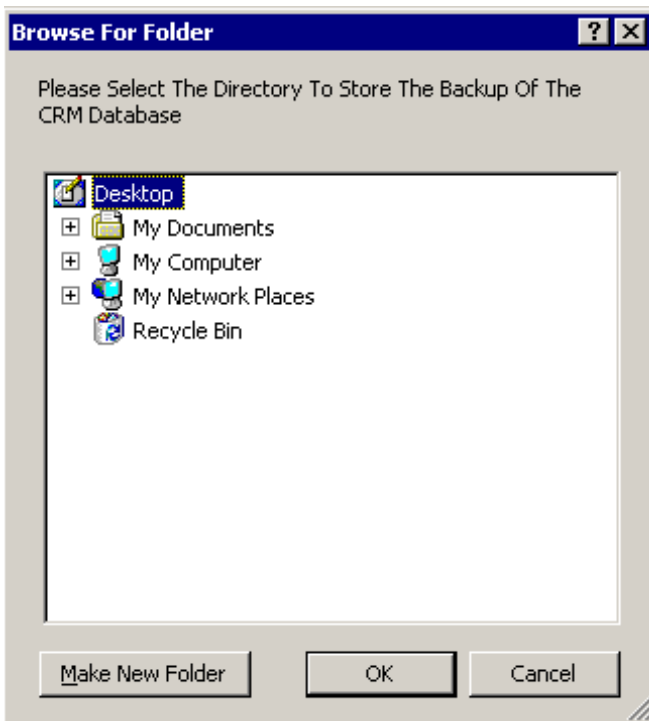 Browse For Folder
Please Select The Directory To Store The Backup Of The
CRM Database
Desktop
My Documents
My Computer
My Network Places
Recycle Bin
Make New Folder OK Cancel